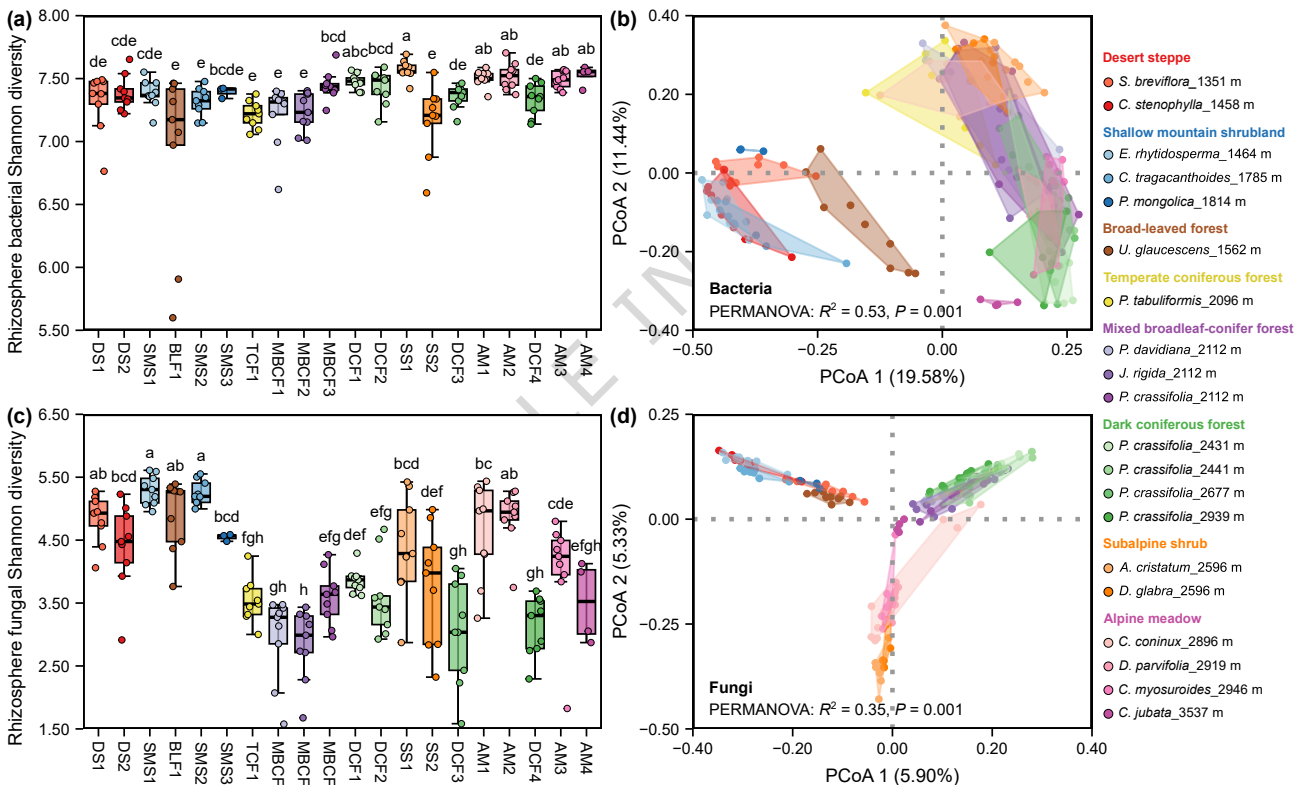 (a)
Rhizosphere bacterial Shannon diversity
8.00
7.50
7.00
6.50
6.00
5.50
de
cde
cde
e
cde
bcde
e
e
e
bcd
abc
bcd
a
e
de
ab
ab
de
ab
ab
DS1
DS2
SMS1
BLF1
SMS2
SMS3
TCF1
MBCF1
MBCF2
MBCF3
DCF1
DCF2
SS1
SS2
DCF3
AM1
AM2
DCF4
AM3
AM4
(b)
PCoA 2 (11.44%)
0.40
0.20
0.00
−0.20
−0.40
Bacteria
PERMANOVA: R² = 0.53, P = 0.001
−0.50
−0.25
0.00
0.25
PCoA 1 (19.58%)
Desert steppe
S. breviflora_1351 m
C. stenophylla_1458 m
Shallow mountain shrubland
E. rhytidosperma_1464 m
C. tragacanthoides_1785 m
P. mongolica_1814 m
Broad-leaved forest
U. glaucescens_1562 m
Temperate coniferous forest
P. tabuliformis_2096 m
Mixed broadleaf-conifer forest
P. davidiana_2112 m
J. rigida_2112 m
P. crassifolia_2112 m
Dark coniferous forest
P. crassifolia_2431 m
P. crassifolia_2441 m
P. crassifolia_2677 m
P. crassifolia_2939 m
Subalpine shrub
A. cristatum_2596 m
D. glabra_2596 m
Alpine meadow
C. coninux_2896 m
D. parvifolia_2919 m
C. myosuroides_2946 m
C. jubata_3537 m
(c)
Rhizosphere fungal Shannon diversity
6.50
5.50
4.50
3.50
2.50
1.50
ab
bcd
a
ab
a
bcd
fgh
gh
h
efg
def
efg
bcd
def
gh
bc
ab
gh
cde
efgh
DS1
DS2
SMS1
BLF1
SMS2
SMS3
TCF1
MBCF
MBCF
MBCF
DCF1
DCF2
SS1
SS2
DCF3
AM1
AM2
DCF4
AM3
AM4
(d)
PCoA 2 (5.33%)
0.25
0.00
−0.25
−0.50
Fungi
PERMANOVA: R² = 0.35, P = 0.001
−0.40
−0.20
0.00
0.20
0.40
PCoA 1 (5.90%)